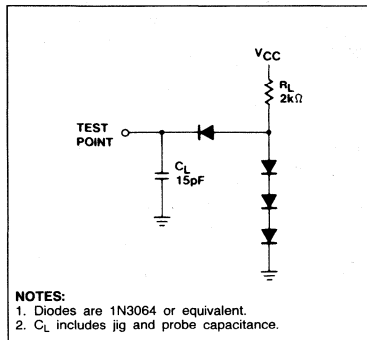 VCC
RL
2kΩ
TEST
POINT
CL
15pF
NOTES:
1. Diodes are 1N3064 or equivalent.
2. CL includes jig and probe capacitance.